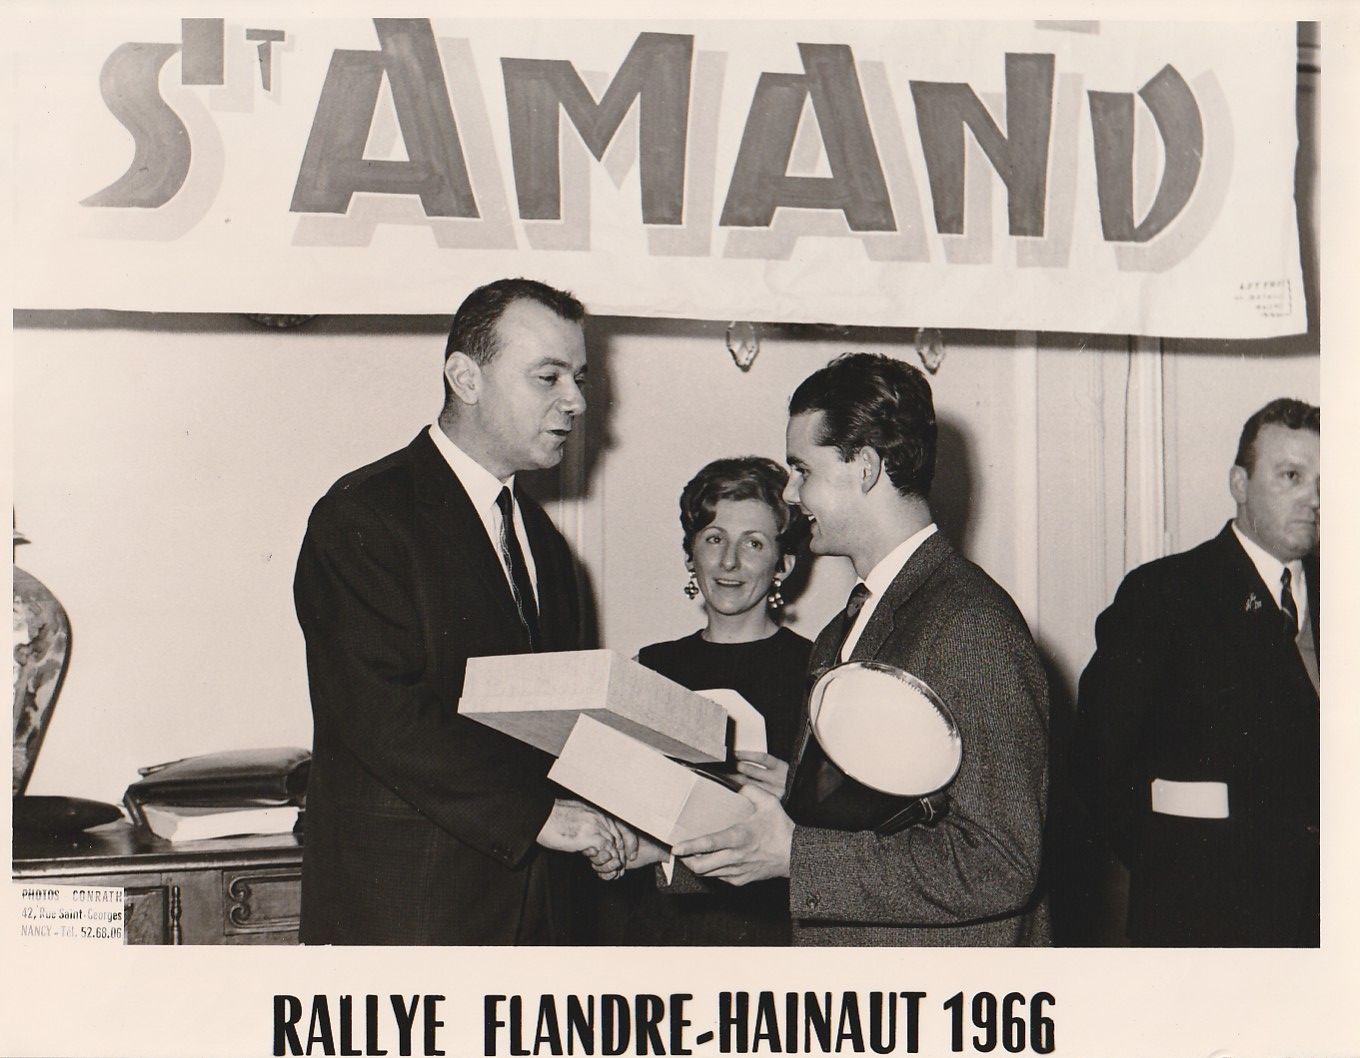 St AMAND
PHOTOS CONRATH
42, Rue Saint-Georges
NANCY - Tél. 52.68.06
RALLYE FLANDRE-HAINAUT 1966